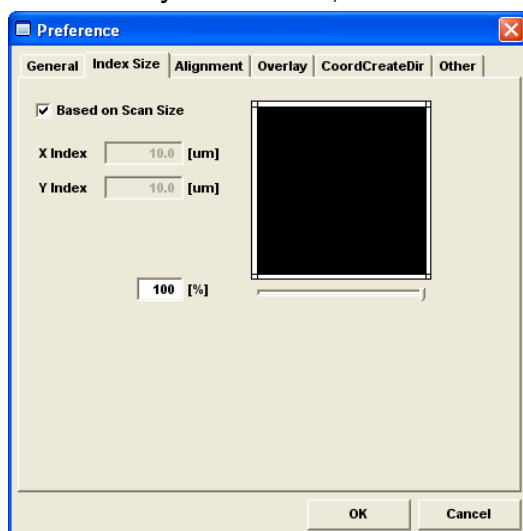 Preference
General Index Size Alignment Overlay CoordCreateDir Other
Based on Scan Size
X Index 10.0 [um]
Y Index 10.0 [um]
100 [%]
OK Cancel